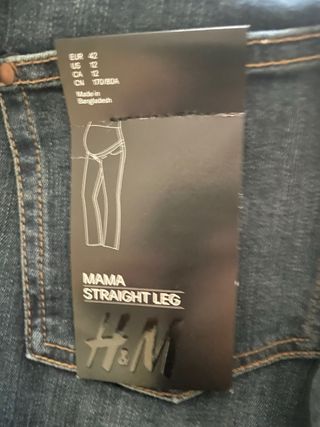 EUR 42
US 12
CA 12
CN 170/80A
Made in
Bangladesh
MAMA
STRAIGHT LEG
H&M